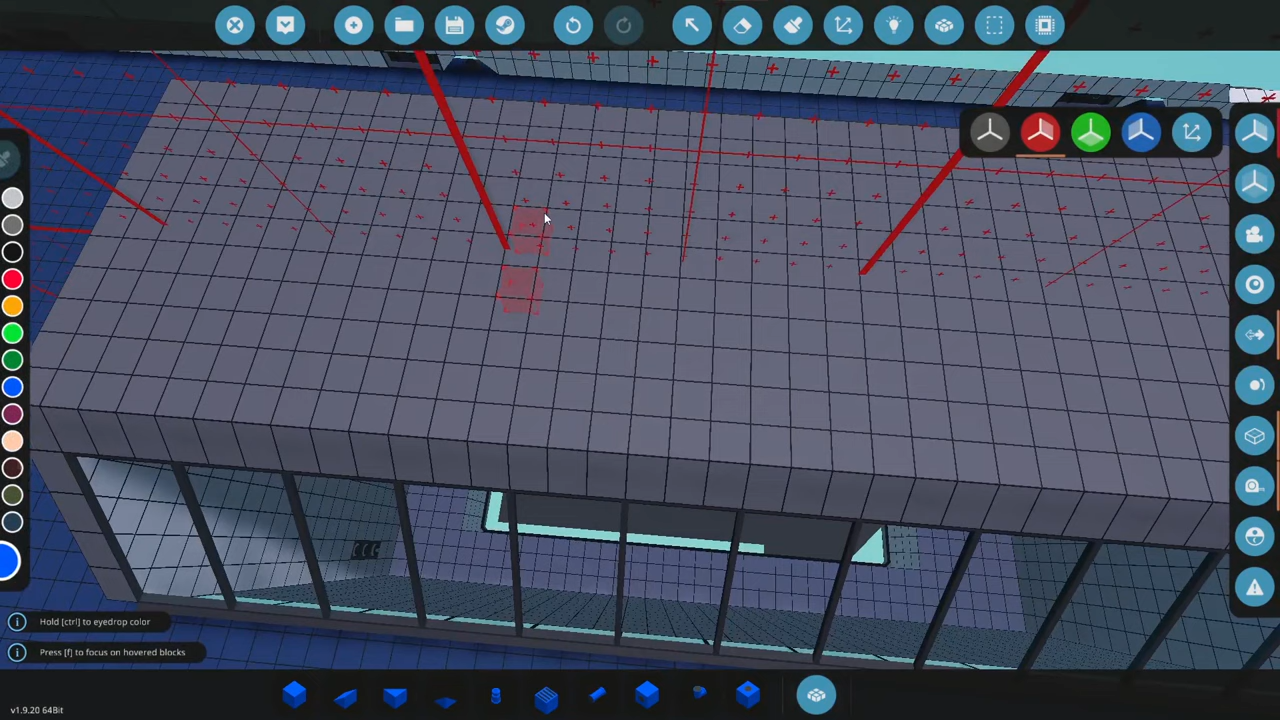 Hold [ctrl] to eyedrop color
Press [f] to focus on hovered blocks
v1.9.20 64Bit